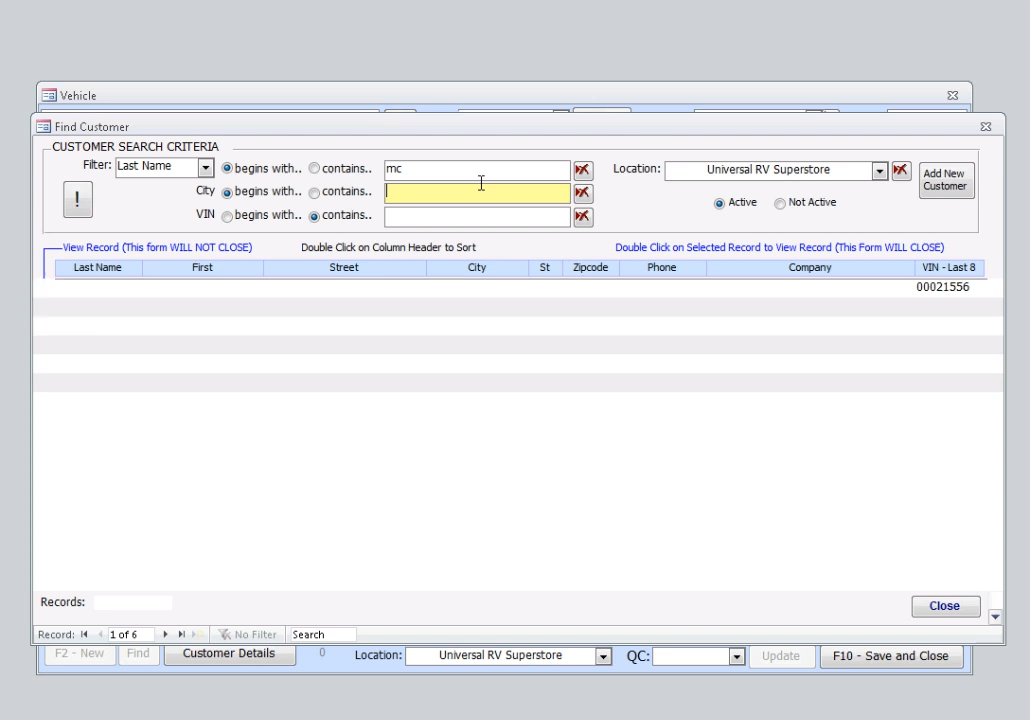 Vehicle
Find Customer
CUSTOMER SEARCH CRITERIA
Filter: Last Name begins with.. contains.. mc Location: Universal RV Superstore Add New Customer
! City begins with.. contains.. Active Not Active
VIN begins with.. contains..
View Record (This form WILL NOT CLOSE) Double Click on Column Header to Sort Double Click on Selected Record to View Record (This Form WILL CLOSE)
Last Name First Street City St Zipcode Phone Company VIN - Last 8
00021556
Records: Close
Record: 1 of 6 No Filter Search
F2 - New Find Customer Details 0 Location: Universal RV Superstore QC: Update F10 - Save and Close